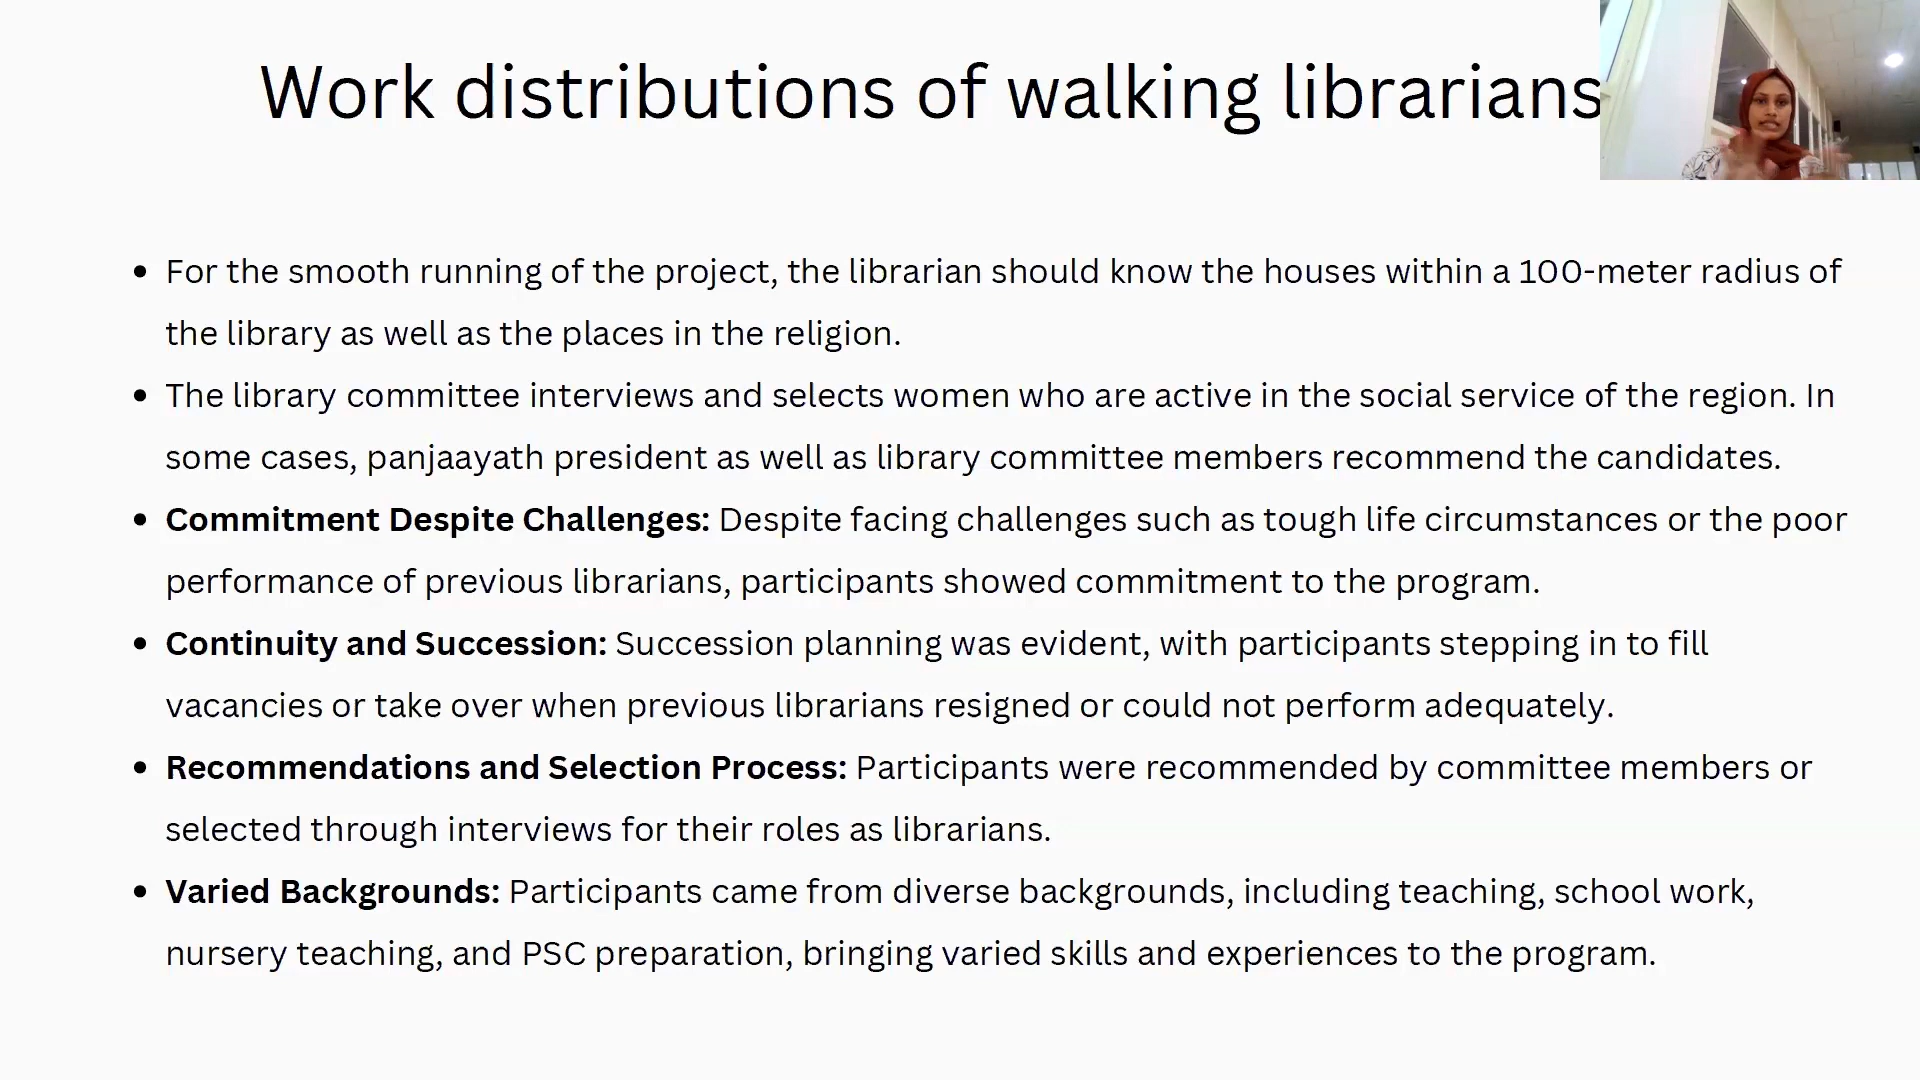 Work distributions of walking librarians
• For the smooth running of the project, the librarian should know the houses within a 100-meter radius of
the library as well as the places in the religion.
• The library committee interviews and selects women who are active in the social service of the region. In
some cases, panjaayath president as well as library committee members recommend the candidates.
• Commitment Despite Challenges: Despite facing challenges such as tough life circumstances or the poor
performance of previous librarians, participants showed commitment to the program.
• Continuity and Succession: Succession planning was evident, with participants stepping in to fill
vacancies or take over when previous librarians resigned or could not perform adequately.
• Recommendations and Selection Process: Participants were recommended by committee members or
selected through interviews for their roles as librarians.
• Varied Backgrounds: Participants came from diverse backgrounds, including teaching, school work,
nursery teaching, and PSC preparation, bringing varied skills and experiences to the program.